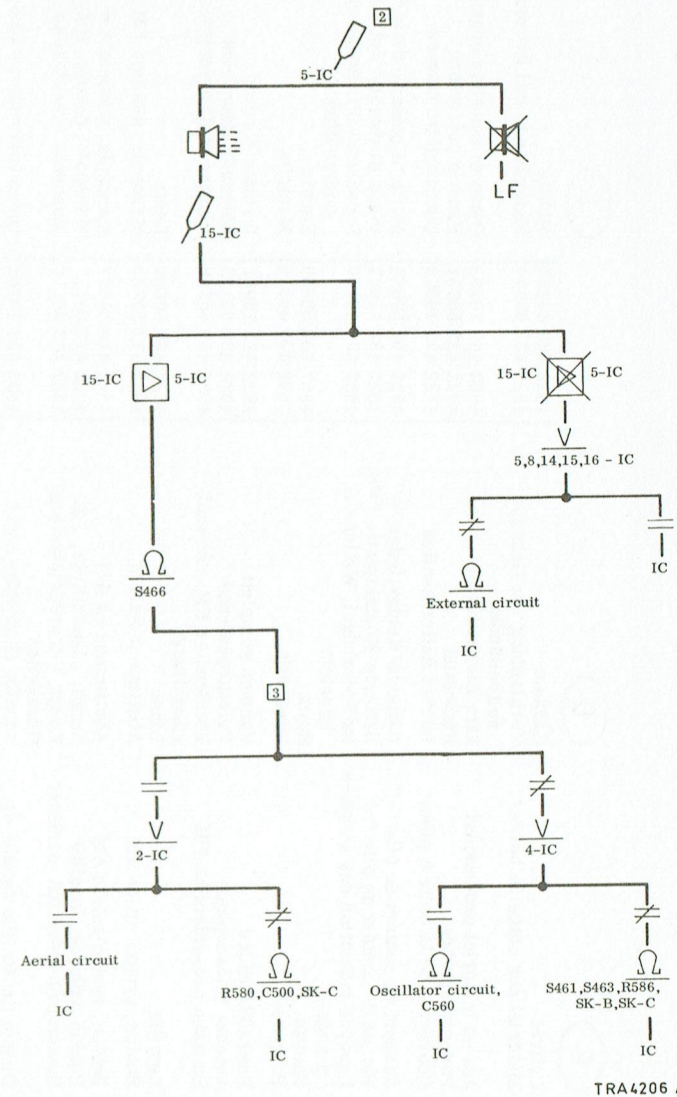 2
5-IC
LF
15-IC
15-IC
5-IC
15-IC
5-IC
V
5,8,14,15,16 - IC
IC
Ω
External circuit
IC
Ω
S466
3
V
2-IC
V
4-IC
Aerial circuit
IC
Ω
R580,C500,SK-C
IC
Ω
Oscillator circuit,
C560
IC
Ω
S461,S463,R586,
SK-B,SK-C
IC
TRA4206